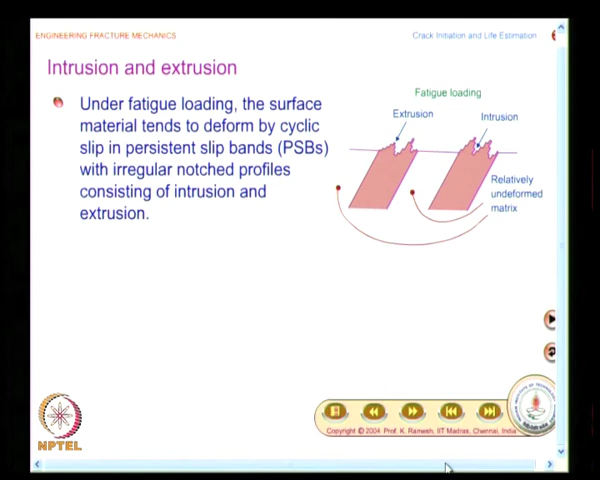 ENGINEERING FRACTURE MECHANICS
Crack Initiation and Life Estimation
Intrusion and extrusion
Under fatigue loading, the surface
material tends to deform by cyclic
slip in persistent slip bands (PSBs)
with irregular notched profiles
consisting of intrusion and
extrusion.
Fatigue loading
Extrusion
Intrusion
Relatively
undeformed
matrix
NPTEL
Copyright © 2004 Prof. K. Ramesh, IIT Madras, Chennai, India